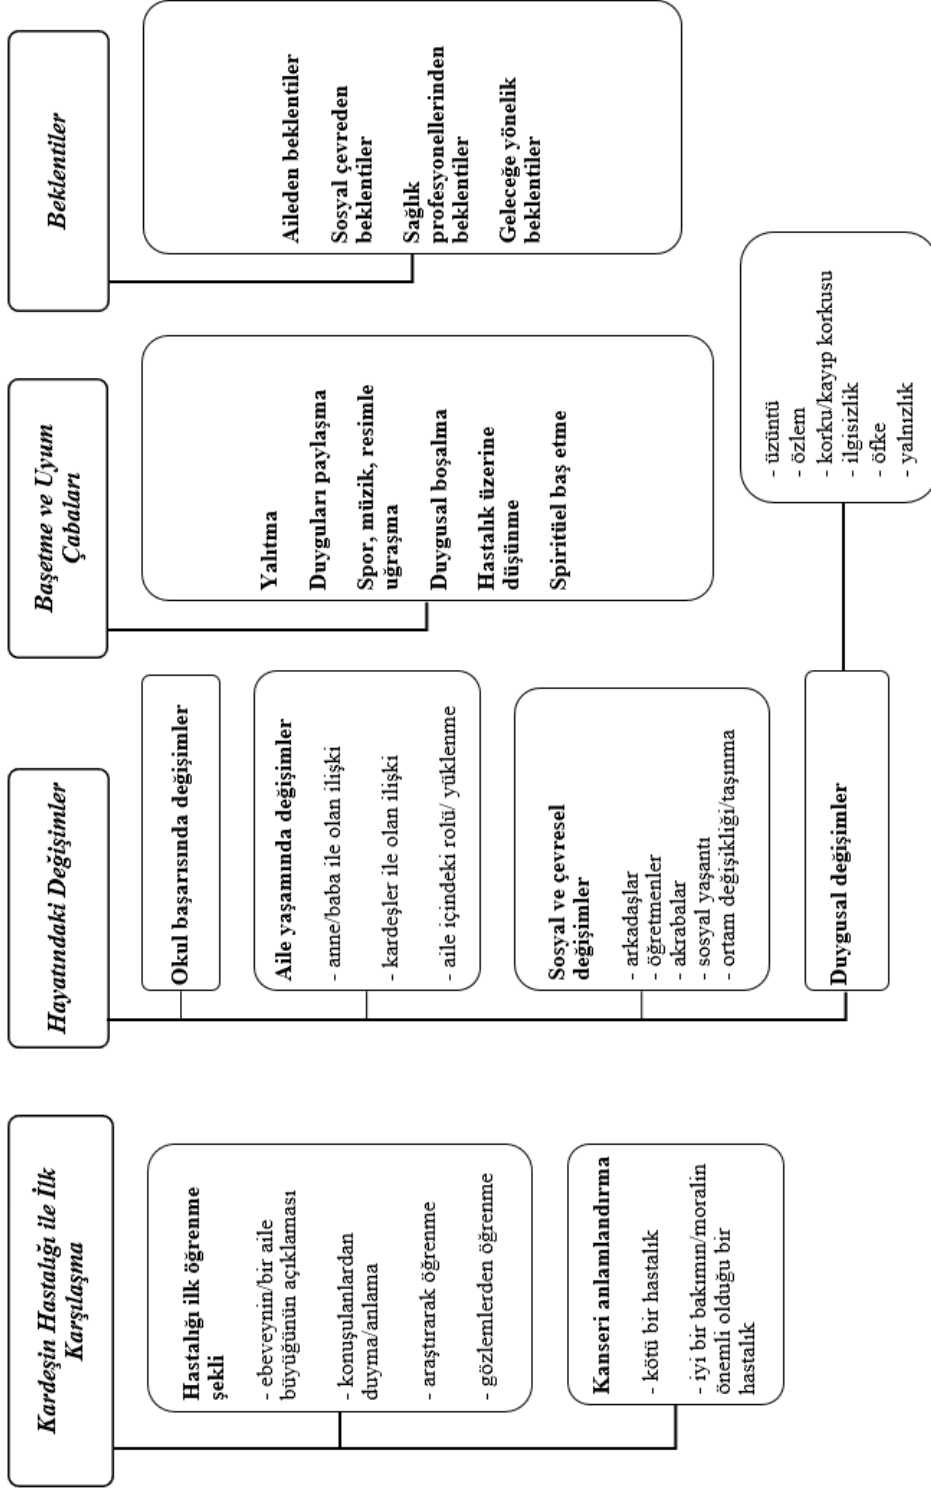 Kardeşin Hastalığı ile İlk
Karşılaşma
Hastalığı ilk öğrenme
şekli
- ebeveynin/bir aile
büyüğünün açıklaması
- konuşulanlardan
duyma/anlama
- araştırarak öğrenme
- gözlemlerden öğrenme
Kanseri anlamlandırma
- kötü bir hastalık
- iyi bir bakımın/moralin
önemli olduğu bir
hastalık
Hayatındaki Değişimler
Okul başarısında değişimler
Aile yaşamında değişimler
- anne/baba ile olan ilişki
- kardeşler ile olan ilişki
- aile içindeki rolü/ yüklenme
Sosyal ve çevresel
değişimler
- arkadaşlar
- öğretmenler
- akrabalar
- sosyal yaşantı
- ortam değişikliği/taşınma
Duygusal değişimler
- üzüntü
- özlem
- korku/kayıp korkusu
- ilgisizlik
- öfke
- yalnızlık
Başetme ve Uyum
Çabaları
Yalıtma
Duyguları paylaşma
Spor, müzik, resimle
uğraşma
Duygusal boşalma
Hastalık üzerine
düşünme
Spiritüel baş etme
Beklentiler
Aileden beklentiler
Sosyal çevreden
beklentiler
Sağlık
profesyonellerinden
beklentiler
Geleceğe yönelik
beklentiler